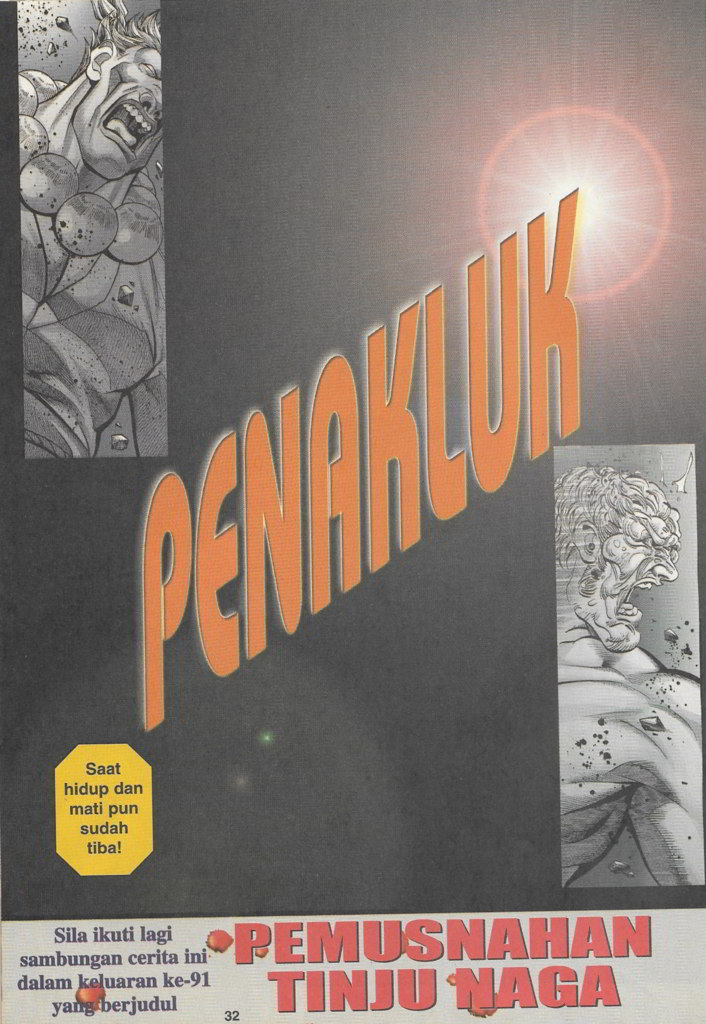 PENAKLUK
Saat
hidup dan
mati pun
sudah
tiba!
Sila ikuti lagi
sambungan cerita ini
dalam keluaran ke-91
yang berjudul
PEMUSNAHAN
TINJU NAGA
32